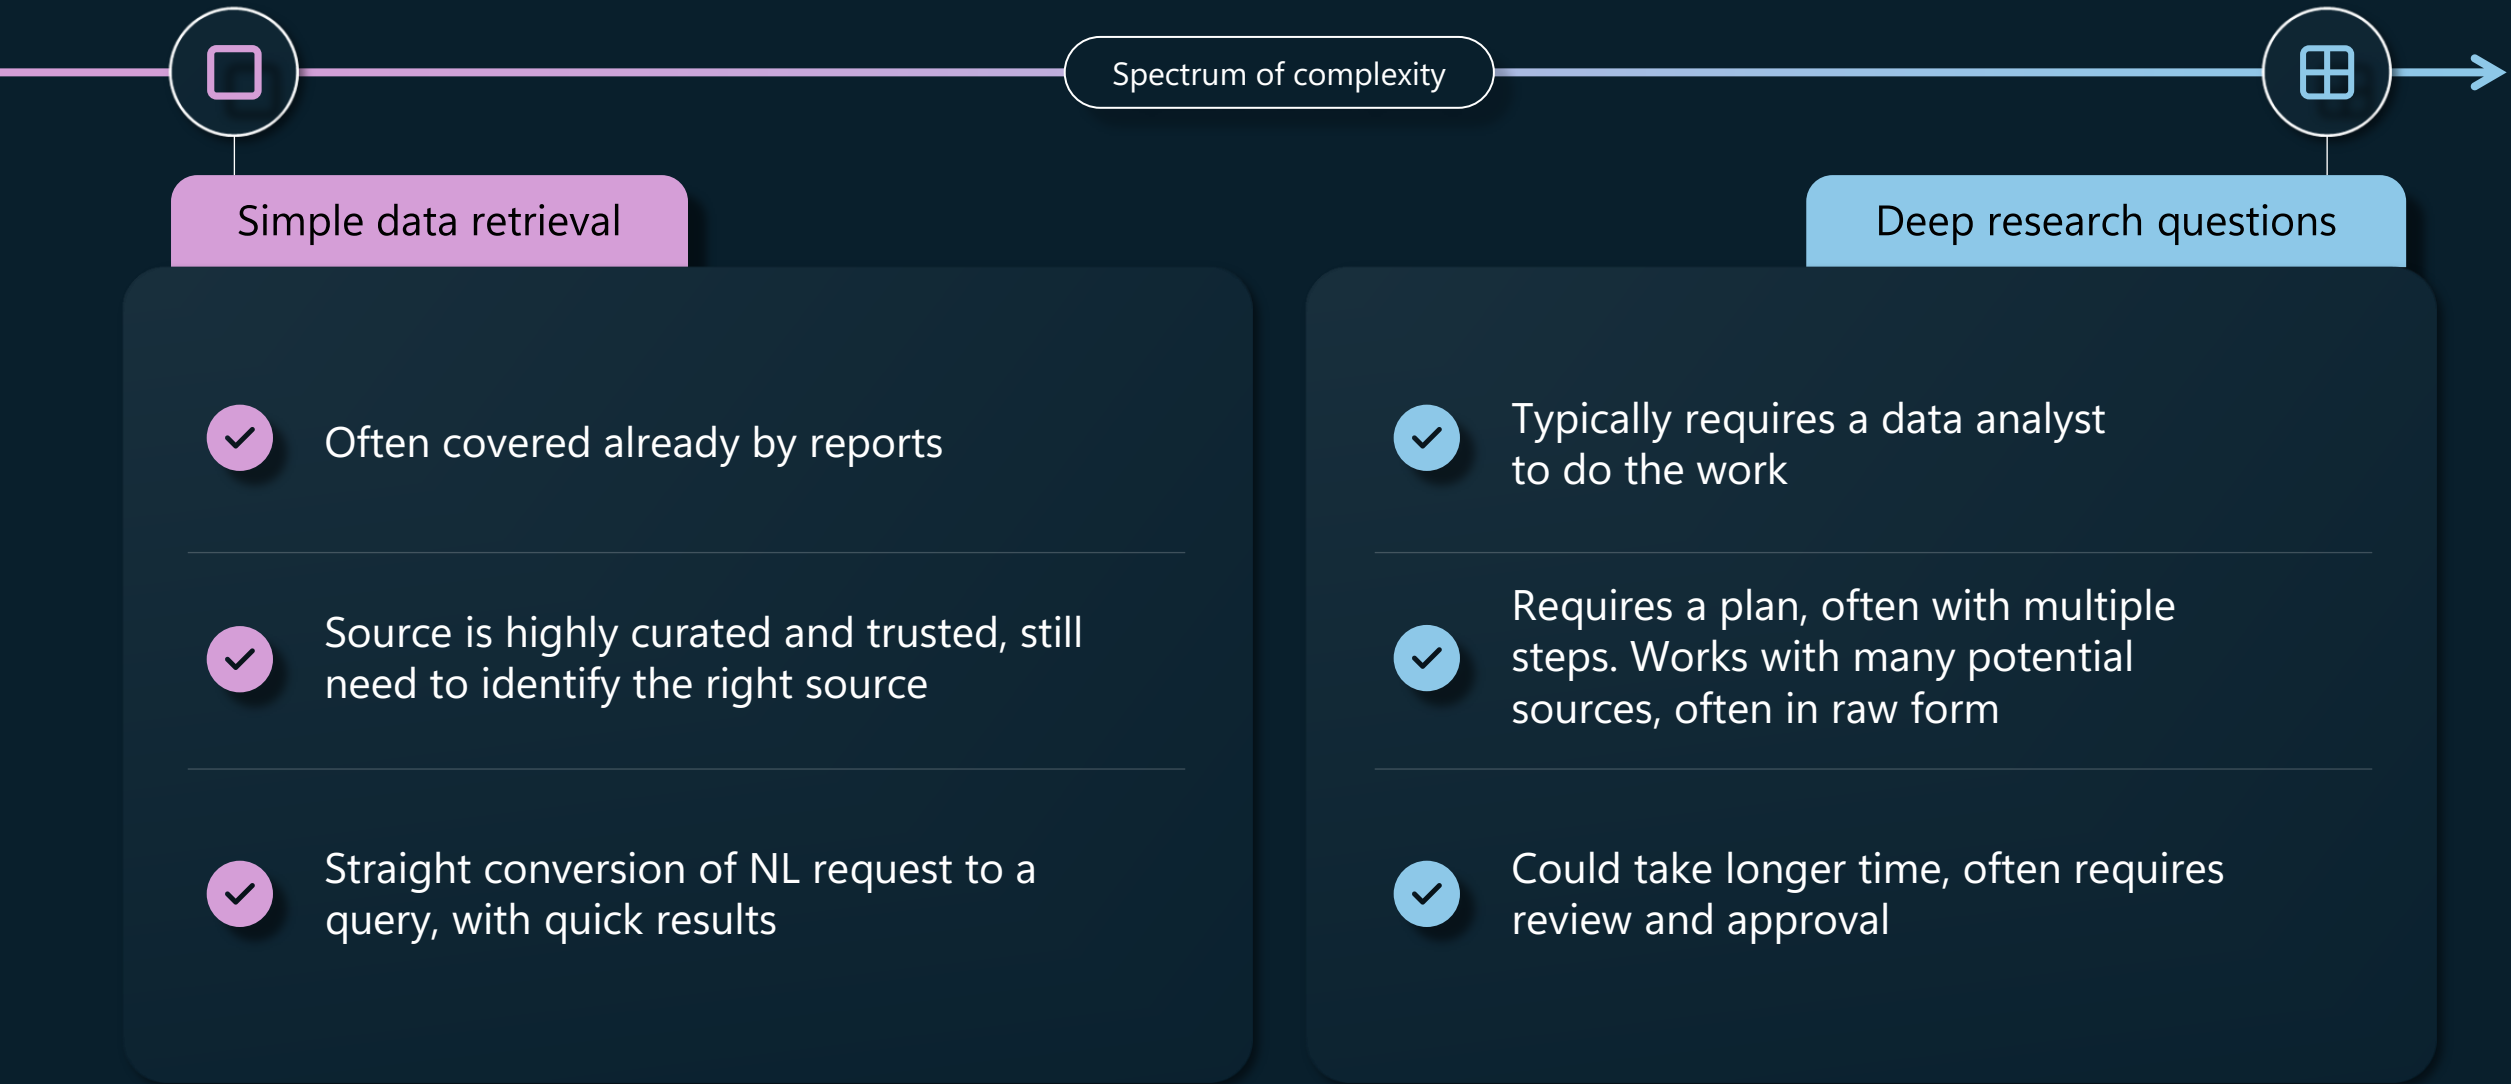 Spectrum of complexity
Simple data retrieval
Often covered already by reports
Source is highly curated and trusted, still
need to identify the right source
Straight conversion of NL request to a
query, with quick results
Deep research questions
Typically requires a data analyst
to do the work
Requires a plan, often with multiple
steps. Works with many potential
sources, often in raw form
Could take longer time, often requires
review and approval